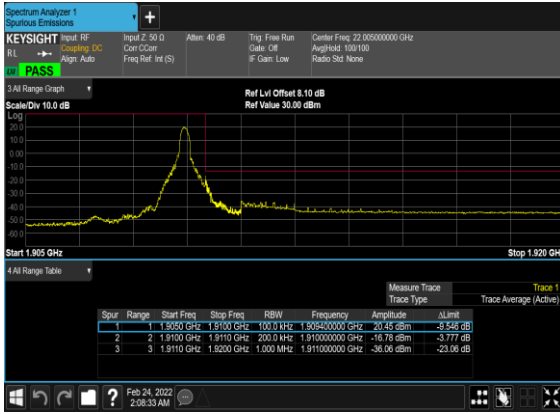 Spectrum Analyzer 1
Spurious Emissions
+
KEYSIGHT Input: RF Input Z: 50 Ω Atten: 40 dB Trig: Free Run Center Freq: 22.005000000 GHz
RL Coupling: DC Corr CCorr Gate: Off Avg|Hold: 100/100
Align: Auto Freq Ref: Int (S) IF Gain: Low Radio Std: None
PASS
3 All Range Graph
Ref Lvl Offset 8.10 dB
Scale/Div 10.0 dB Ref Value 30.00 dBm
Log
20.0
10.0
0.00
-10.0
-20.0
-30.0
-40.0
-50.0
-60.0
Start 1.905 GHz Stop 1.920 GH
4 All Range Table
Measure Trace Trace 1
Trace Type Trace Average (Active)
Spur Range Start Freq Stop Freq RBW Frequency Amplitude ΔLimit
1 1 1.9050 GHz 1.9100 GHz 100.0 kHz 1.909400000 GHz 20.45 dBm -9.546 dB
2 2 1.9100 GHz 1.9110 GHz 200.0 kHz 1.910000000 GHz -16.78 dBm -3.777 dB
3 3 1.9110 GHz 1.9200 GHz 1.000 MHz 1.911000000 GHz -36.06 dBm -23.06 dB
? Feb 24, 2022
2:08:33 AM